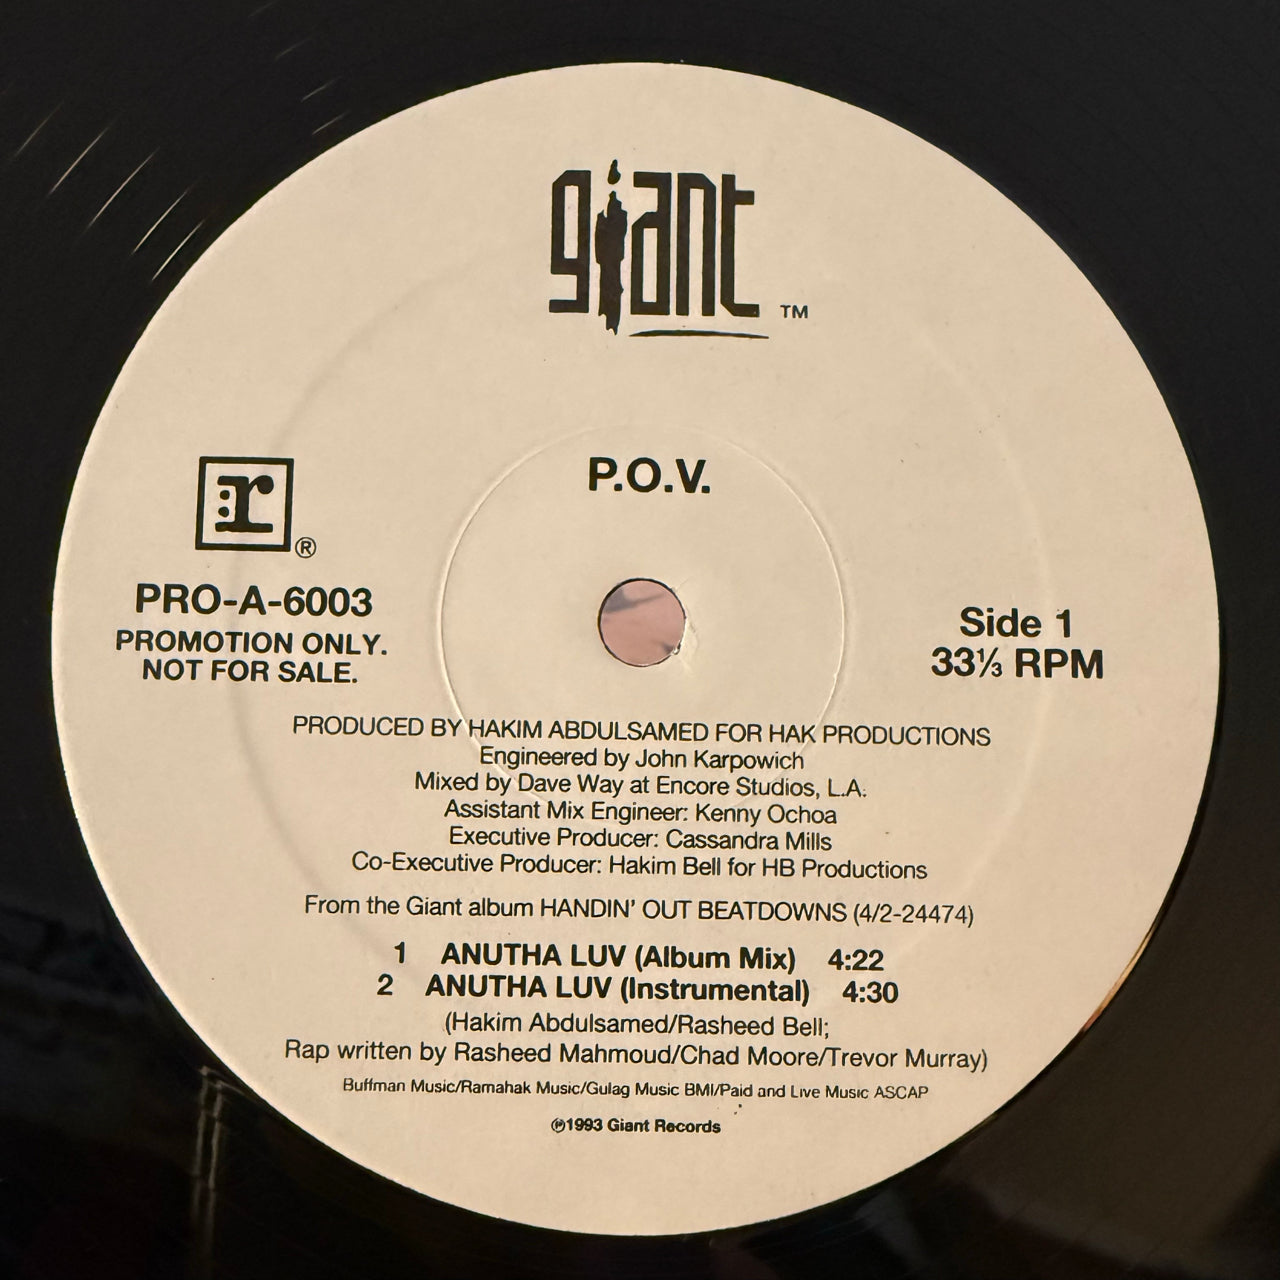 giant TM
P.O.V.
r ®
PRO-A-6003
PROMOTION ONLY.
NOT FOR SALE.
Side 1
33⅓ RPM
PRODUCED BY HAKIM ABDULSAMED FOR HAK PRODUCTIONS
Engineered by John Karpowich
Mixed by Dave Way at Encore Studios, L.A.
Assistant Mix Engineer: Kenny Ochoa
Executive Producer: Cassandra Mills
Co-Executive Producer: Hakim Bell for HB Productions
From the Giant album HANDIN' OUT BEATDOWNS (4/2-24474)
1 ANUTHA LUV (Album Mix) 4:22
2 ANUTHA LUV (Instrumental) 4:30
(Hakim Abdulsamed/Rasheed Bell;
Rap written by Rasheed Mahmoud/Chad Moore/Trevor Murray)
Buffman Music/Ramahak Music/Gulag Music BMI/Paid and Live Music ASCAP
℗1993 Giant Records